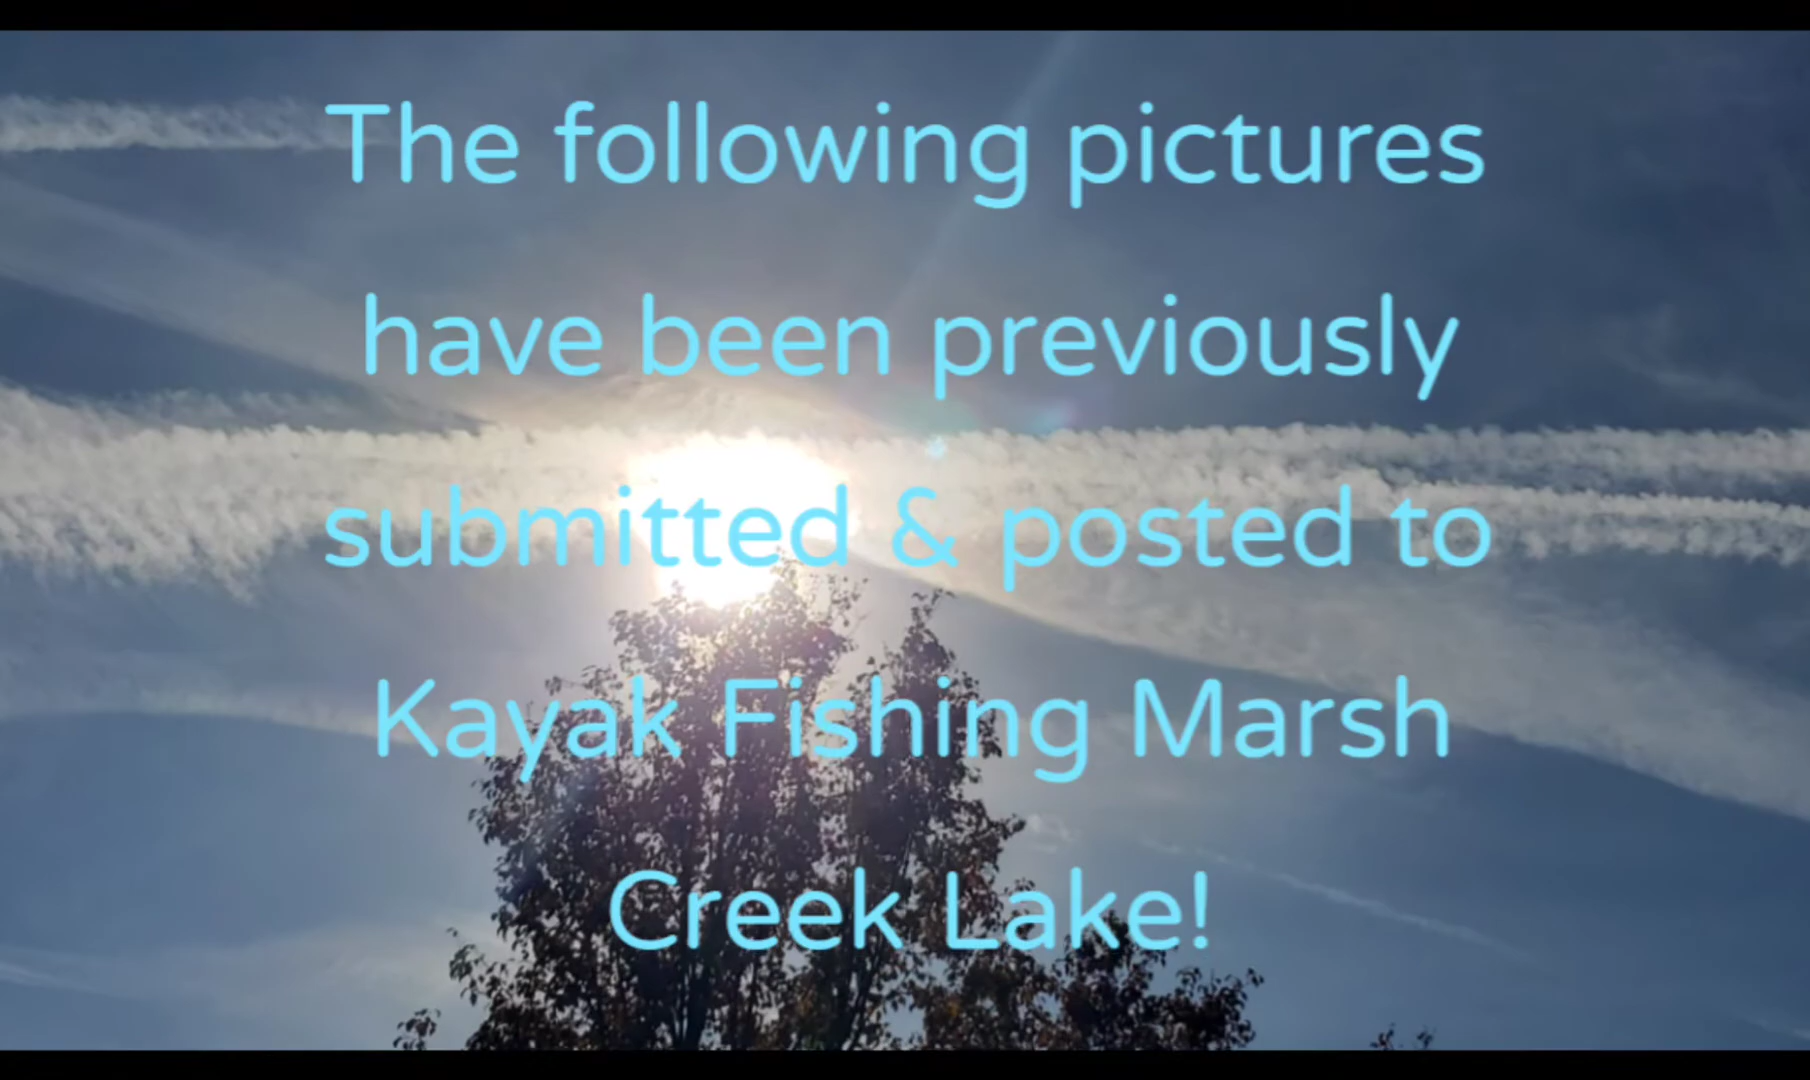 The following pictures
have been previously
submitted & posted to
Kayak Fishing Marsh
Creek Lake!